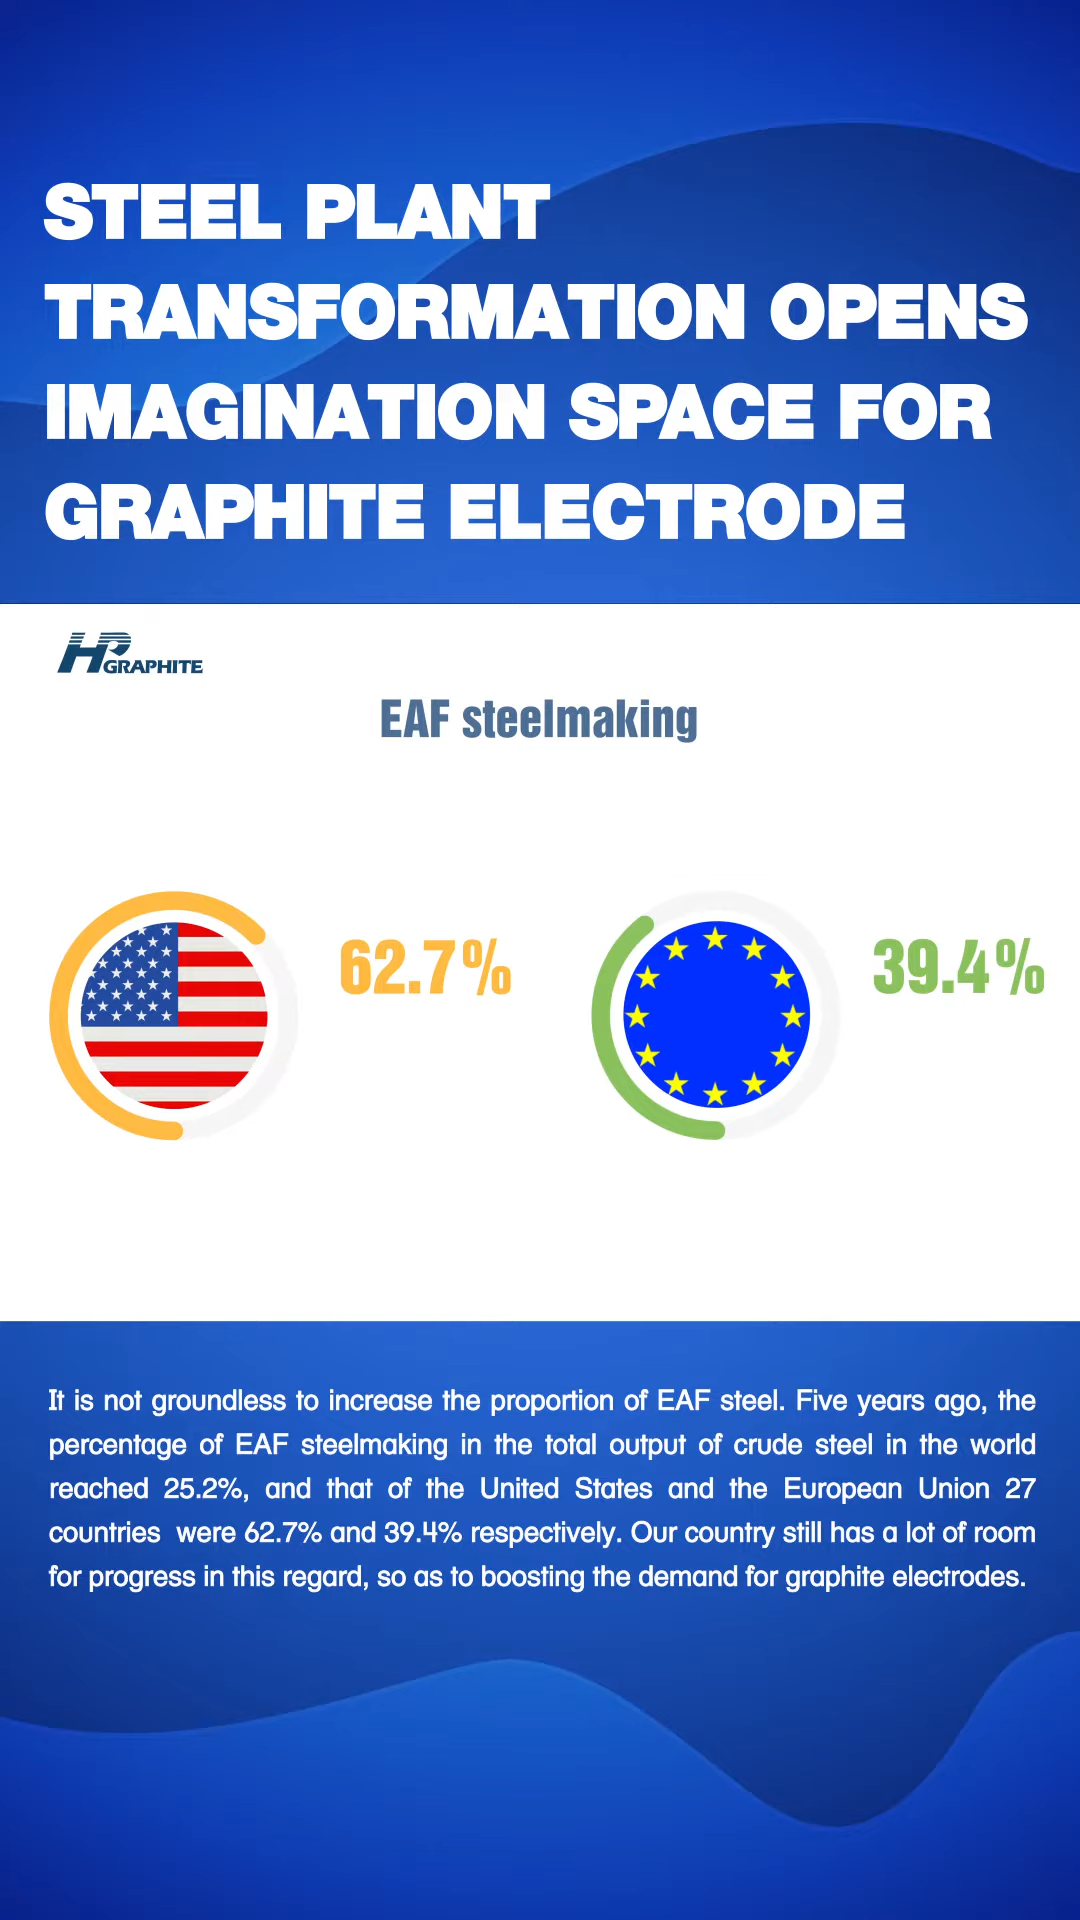 STEEL PLANT
TRANSFORMATION OPENS
IMAGINATION SPACE FOR
GRAPHITE ELECTRODE
HP GRAPHITE
EAF steelmaking
62.7%
39.4%
It is not groundless to increase the proportion of EAF steel. Five years ago, the
percentage of EAF steelmaking in the total output of crude steel in the world
reached 25.2%, and that of the United States and the European Union 27
countries were 62.7% and 39.4% respectively. Our country still has a lot of room
for progress in this regard, so as to boosting the demand for graphite electrodes.